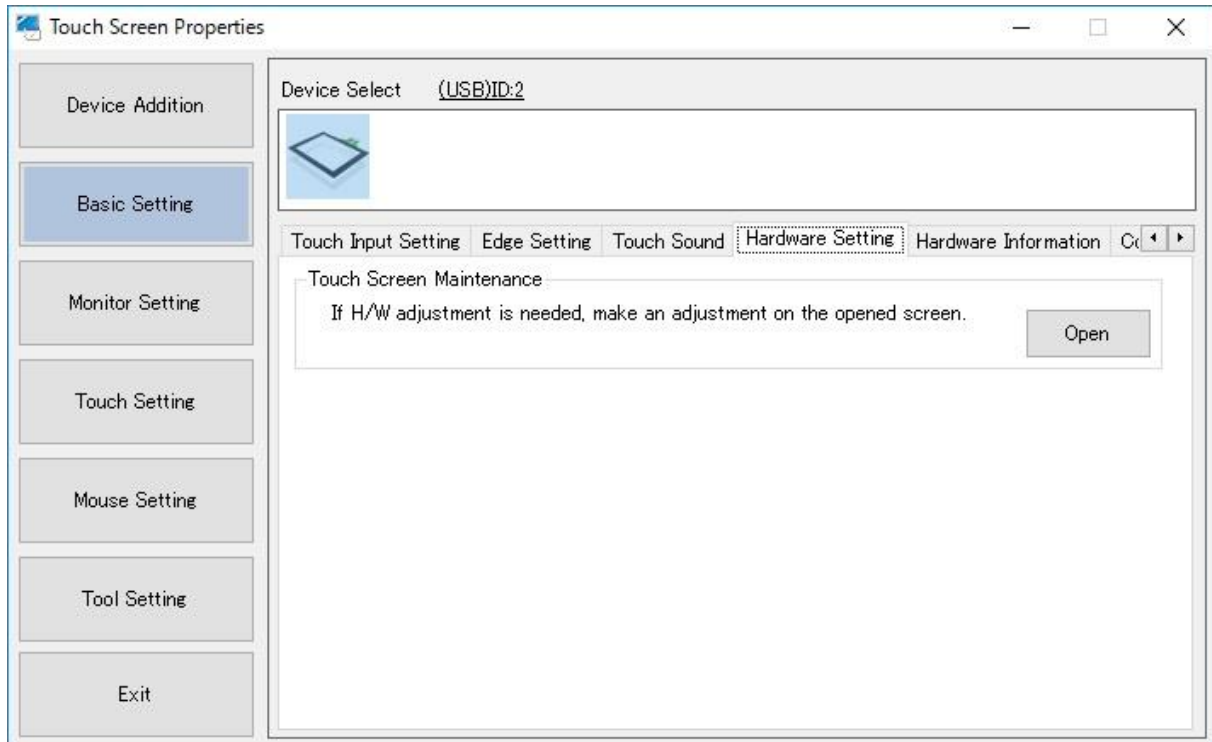 Touch Screen Properties
Device Addition
Basic Setting
Monitor Setting
Touch Setting
Mouse Setting
Tool Setting
Exit
Device Select (USB)ID:2
Touch Input Setting Edge Setting Touch Sound Hardware Setting Hardware Information
Touch Screen Maintenance
If H/W adjustment is needed, make an adjustment on the opened screen.
Open